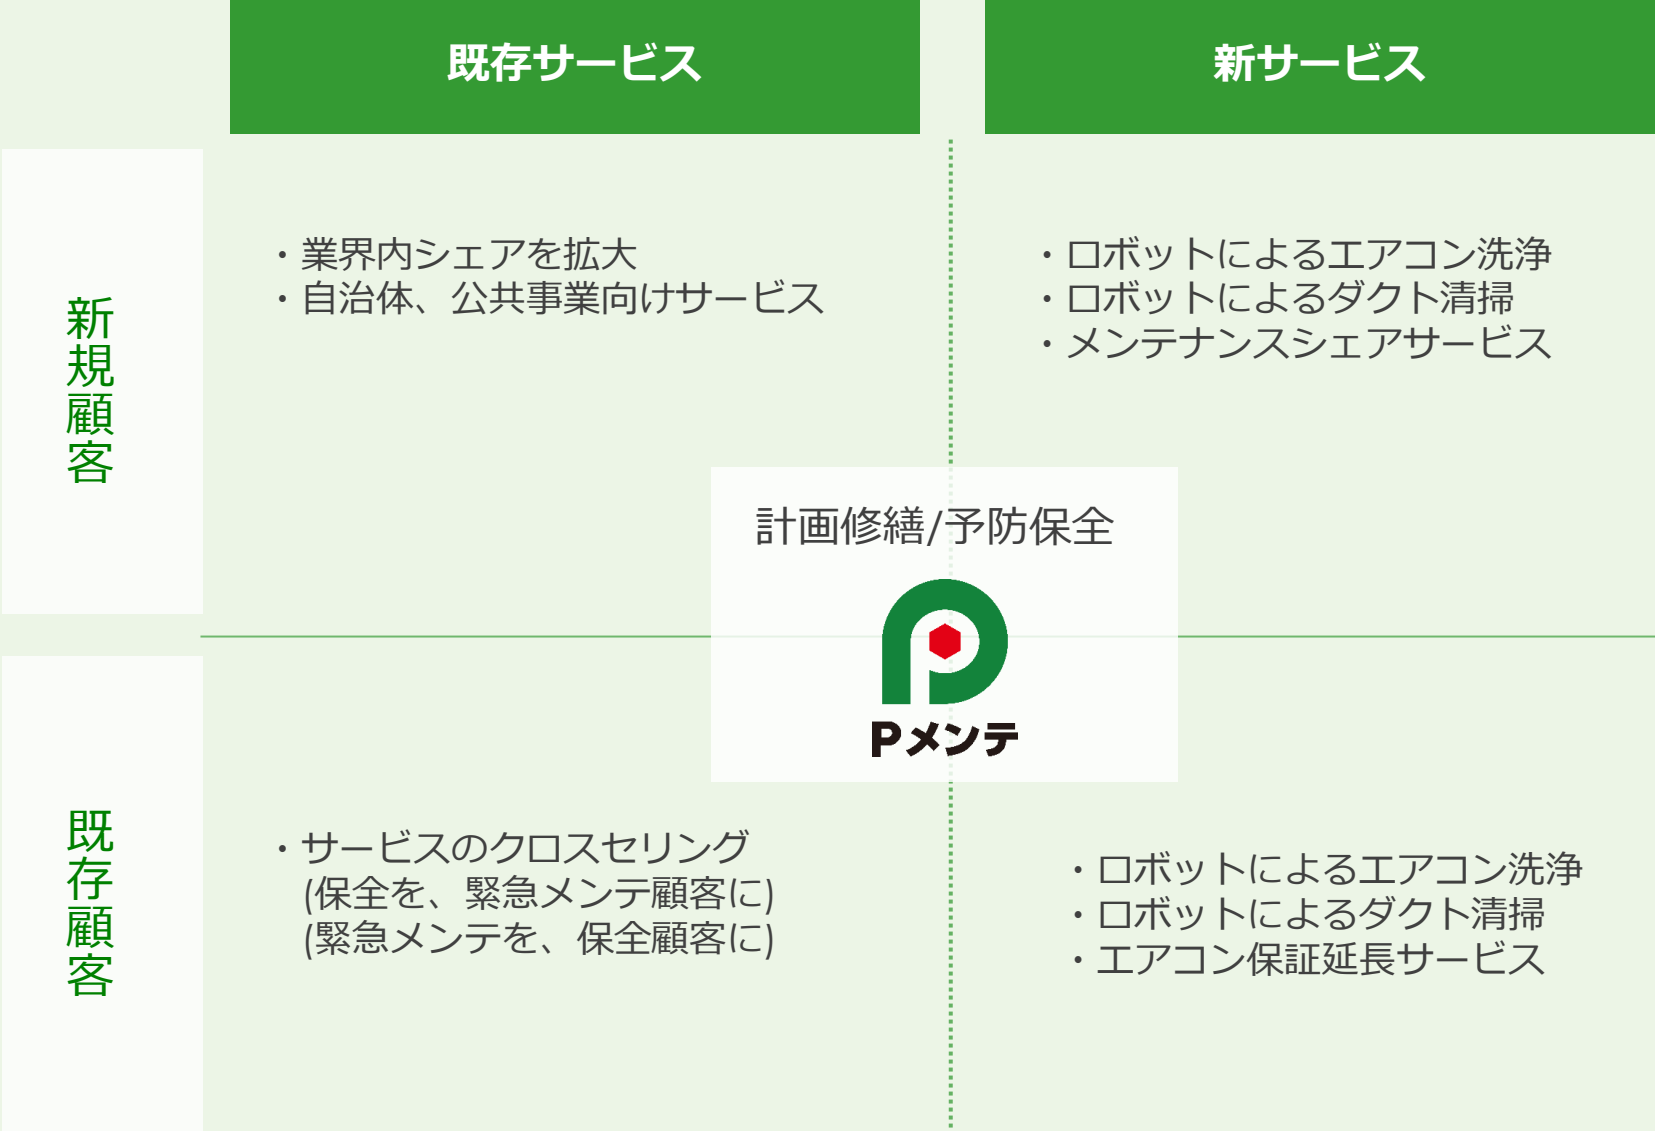 既存サービス
新サービス
新規顧客
・業界内シェアを拡大
・自治体、公共事業向けサービス
・ロボットによるエアコン洗浄
・ロボットによるダクト清掃
・メンテナンスシェアサービス
計画修繕/予防保全
Pメンテ
既存顧客
・サービスのクロスセリング
(保全を、緊急メンテ顧客に)
(緊急メンテを、保全顧客に)
・ロボットによるエアコン洗浄
・ロボットによるダクト清掃
・エアコン保証延長サービス